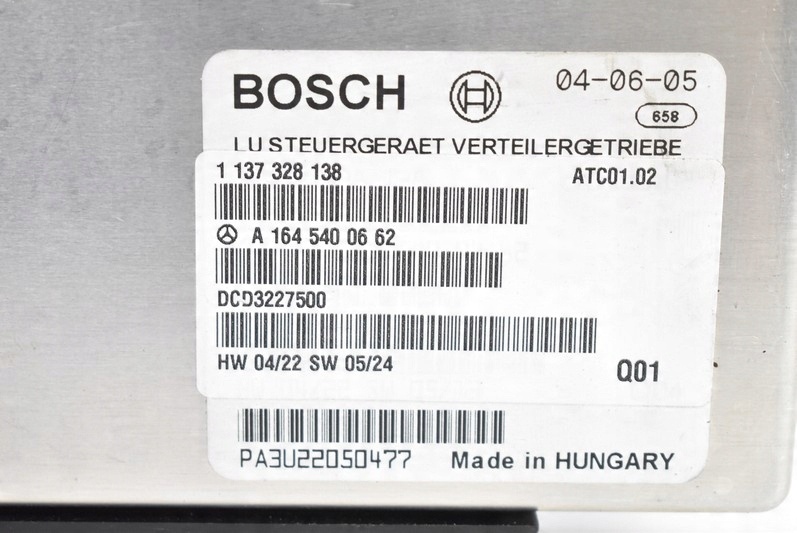 BOSCH
04-06-05
658
LU STEUERGERAET VERTEILERGETRIEBE
1 137 328 138 ATC01.02
A 164 540 06 62
DCD3227500
HW 04/22 SW 05/24
Q01
PA3U22050477 Made in HUNGARY